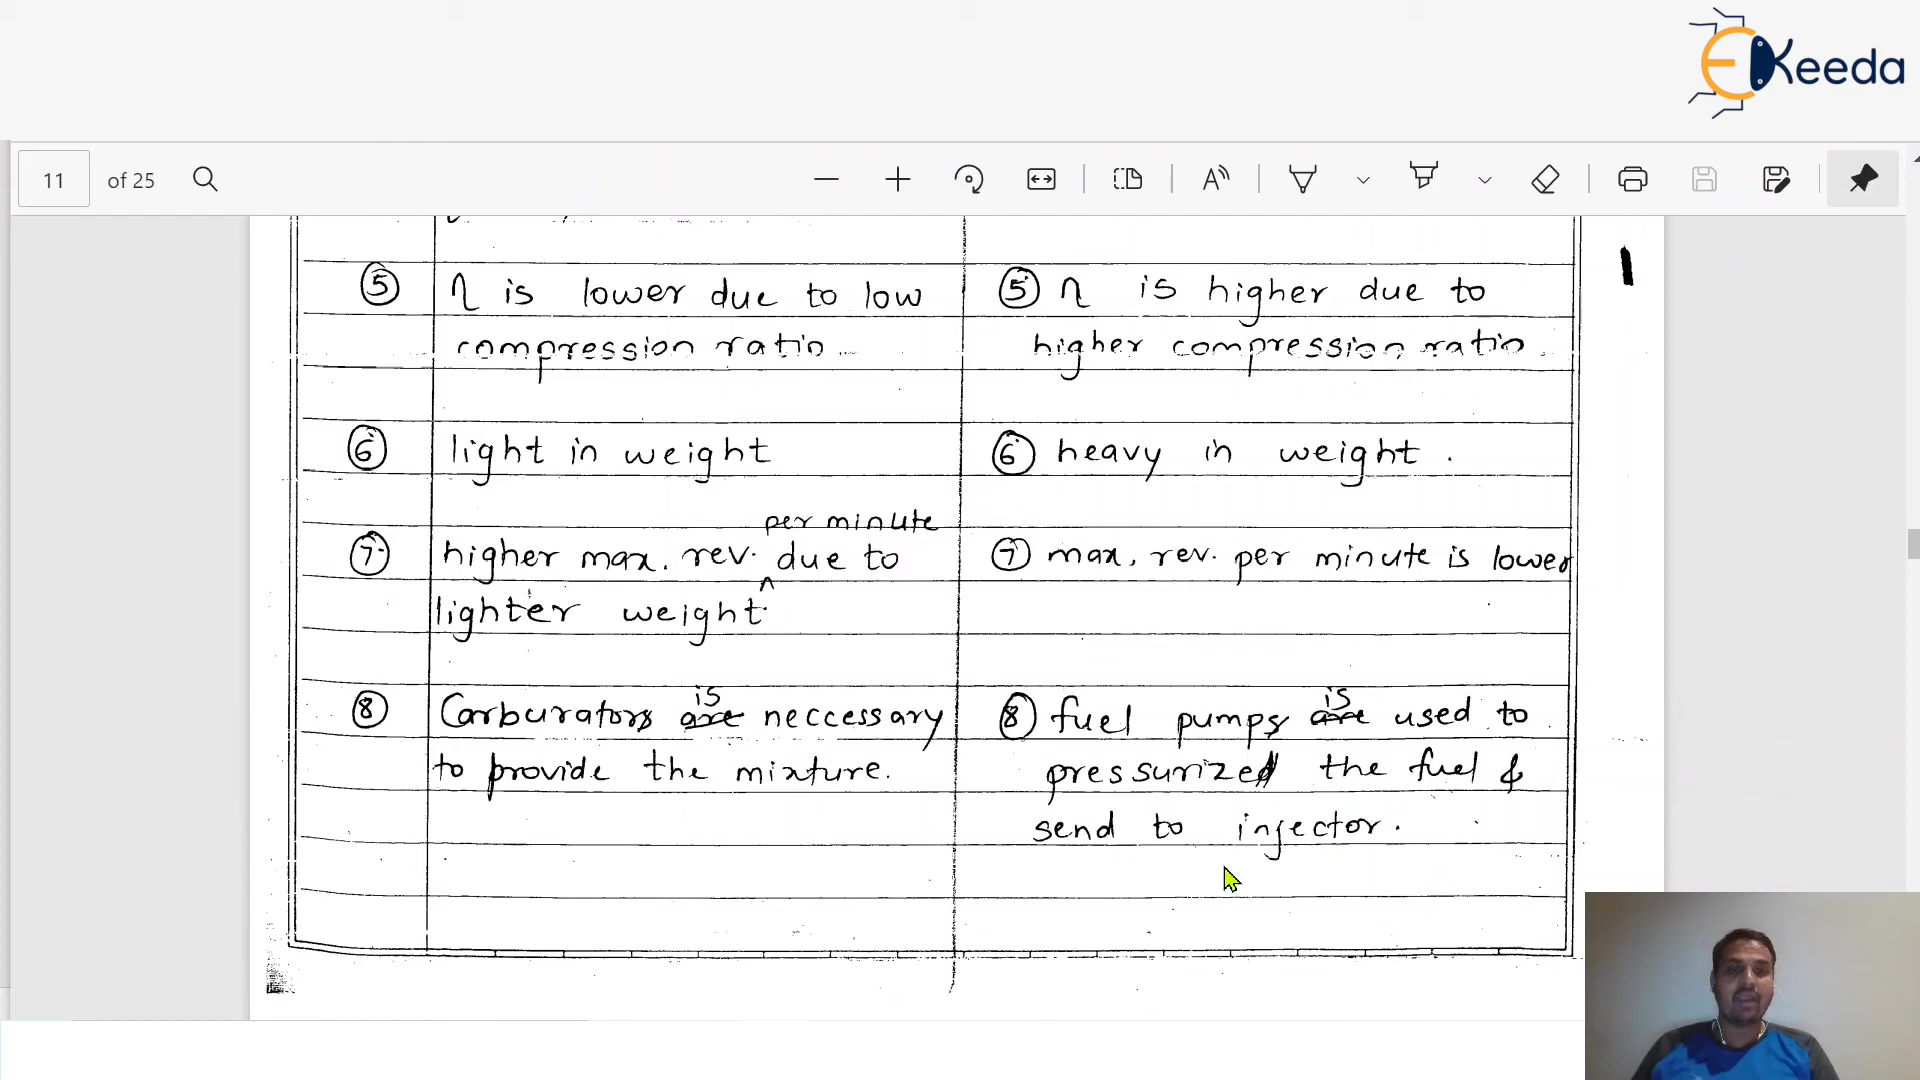 EKeeda
11 of 25
⑤ η is lower due to low
compression ratio
⑤ η is higher due to
higher compression ratio.
⑥ light in weight
⑥ heavy in weight .
per minute
⑦ higher max. rev. ^ due to
lighter weight.
⑦ max. rev. per minute is lower
is
⑧ Carburators are neccessary
to provide the mixture.
is
⑧ fuel pumps are used to
pressurized the fuel &
send to injector.